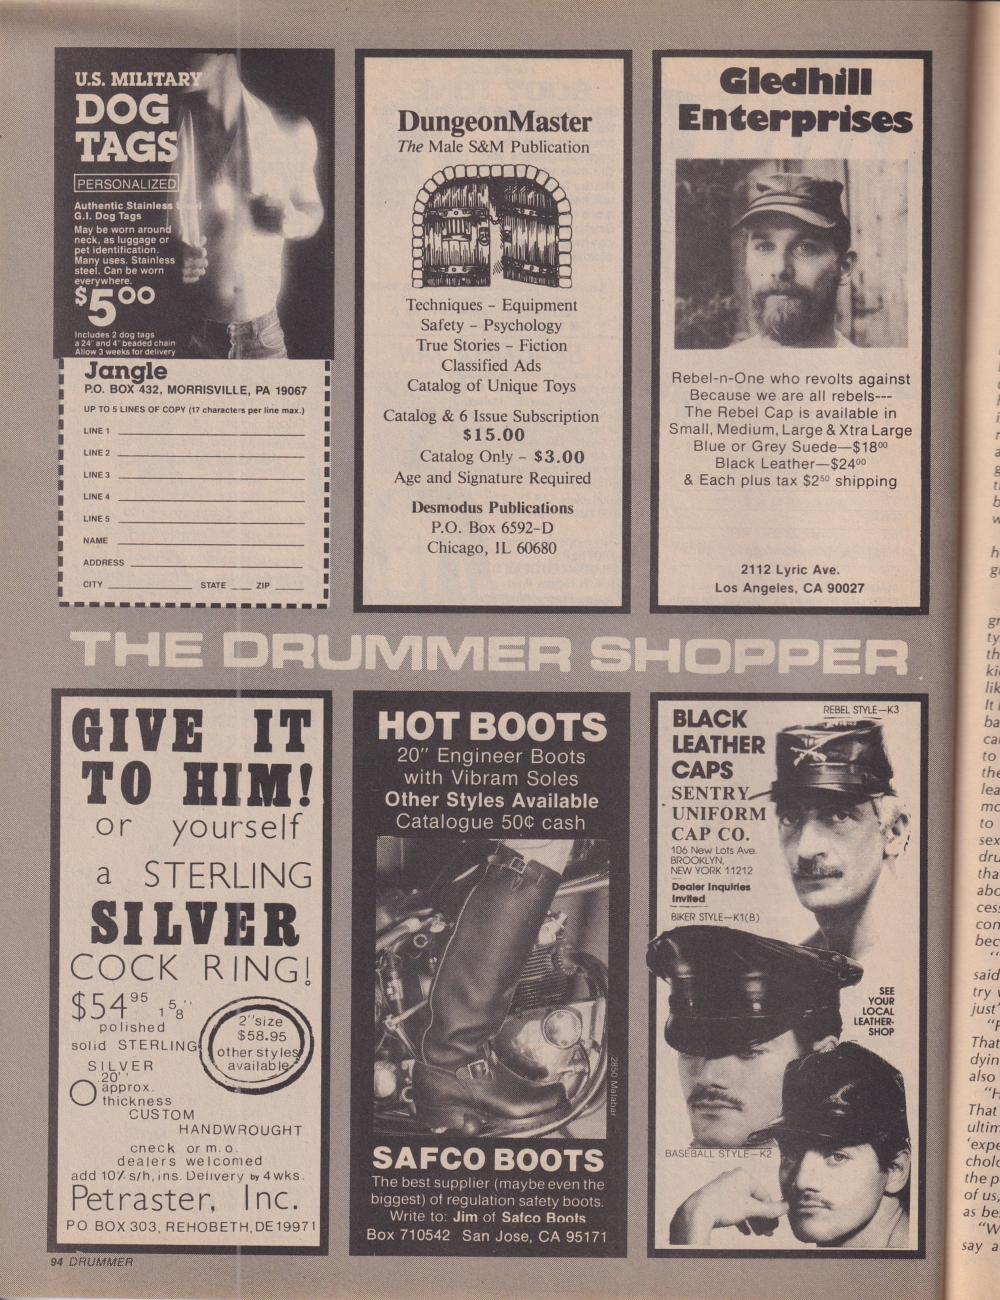 U.S. MILITARY
DOG
TAGS
PERSONALIZED
Authentic Stainless
G.I. Dog Tags
May be worn around
neck, as luggage or
pet identification.
Many uses. Stainless
steel. Can be worn
everywhere.
$5 00
Includes 2 dog tags
a 24" and 4" beaded chain
Allow 3 weeks for delivery
Jangle
P.O. BOX 432, MORRISVILLE, PA 19067
UP TO 5 LINES OF COPY (17 characters per line max.)
LINE 1
LINE 2
LINE 3
LINE 4
LINE 5
NAME
ADDRESS
CITY STATE ZIP
DungeonMaster
The Male S&M Publication
Techniques - Equipment
Safety - Psychology
True Stories - Fiction
Classified Ads
Catalog of Unique Toys
Catalog & 6 Issue Subscription
$15.00
Catalog Only - $3.00
Age and Signature Required
Desmodus Publications
P.O. Box 6592-D
Chicago, IL 60680
Gledhill
Enterprises
Rebel-n-One who revolts against
Because we are all rebels---
The Rebel Cap is available in
Small, Medium, Large & Xtra Large
Blue or Grey Suede—$18 00
Black Leather—$24 00
& Each plus tax $2 50 shipping
2112 Lyric Ave.
Los Angeles, CA 90027
THE DRUMMER SHOPPER
GIVE IT
TO HIM!
or yourself
a STERLING
SILVER
COCK RING!
$54 95 1 5/8"
polished
solid STERLING
SILVER
.20"
approx.
thickness
2" size
$58.95
other styles
available
CUSTOM
HANDWROUGHT
check or m.o.
dealers welcomed
add 10% s/h, ins. Delivery by 4 wks.
Petraster, Inc.
PO BOX 303, REHOBETH, DE 19971
HOT BOOTS
20" Engineer Boots
with Vibram Soles
Other Styles Available
Catalogue 50¢ cash
2850 Malabar
SAFCO BOOTS
The best supplier (maybe even the
biggest) of regulation safety boots.
Write to: Jim of Safco Boots
Box 710542 San Jose, CA 95171
REBEL STYLE—K3
BLACK
LEATHER
CAPS
SENTRY
UNIFORM
CAP CO.
106 New Lots Ave.
BROOKLYN,
NEW YORK 11212
Dealer Inquiries
Invited
BIKER STYLE—K1(B)
SEE
YOUR
LOCAL
LEATHER-
SHOP
BASEBALL STYLE—K2
94 DRUMMER